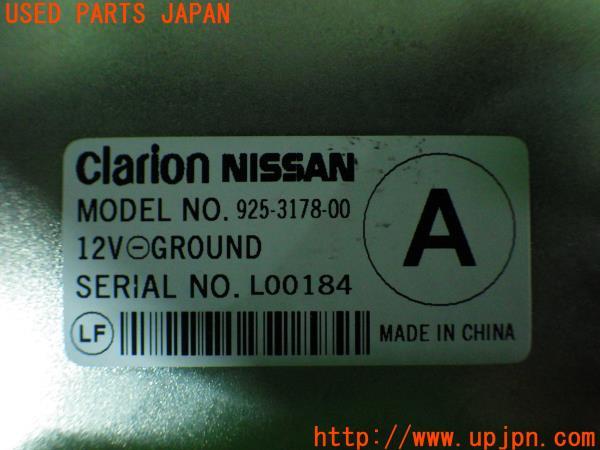 USED PARTS JAPAN
Clarion NISSAN
MODEL NO. 925-3178-00
12V⊖GROUND
SERIAL NO. L00184
A
LF
MADE IN CHINA
http://www.upjpn.com